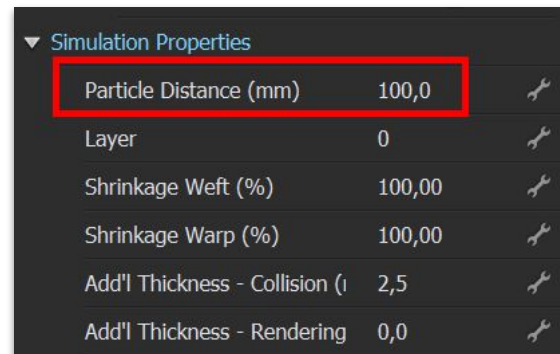 Simulation Properties
Particle Distance (mm) 100,0
Layer 0
Shrinkage Weft (%) 100,00
Shrinkage Warp (%) 100,00
Add'l Thickness - Collision (ı 2,5
Add'l Thickness - Rendering 0,0